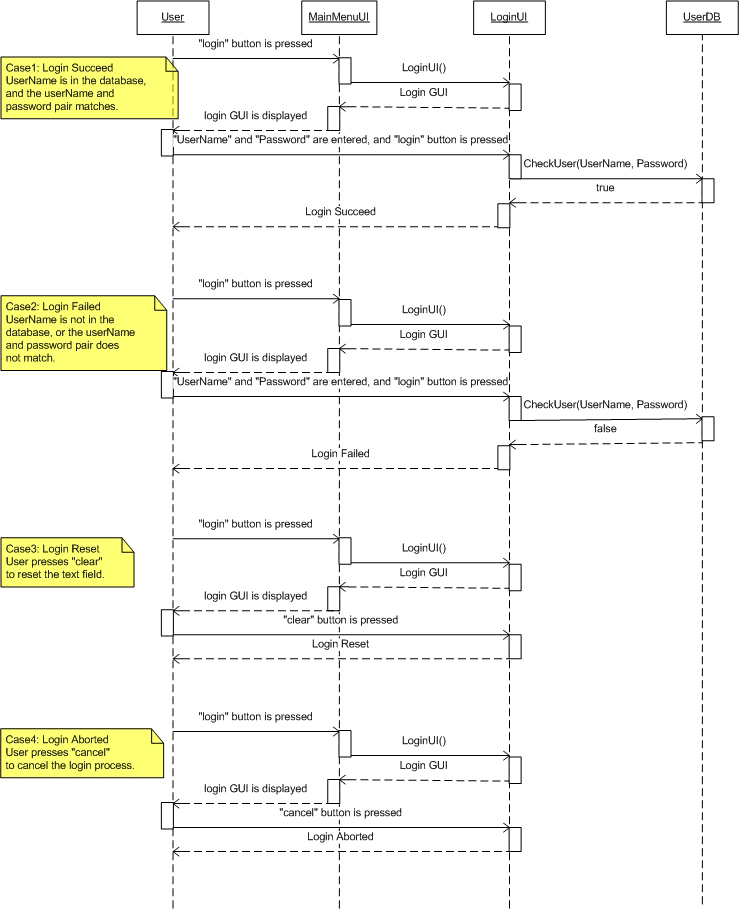 User
MainMenuUI
LoginUI
UserDB
"login" button is pressed
Case1: Login Succeed
UserName is in the database,
and the userName and
password pair matches.
LoginUI()
Login GUI
login GUI is displayed
"UserName" and "Password" are entered, and "login" button is pressed
CheckUser(UserName, Password)
true
Login Succeed
"login" button is pressed
Case2: Login Failed
UserName is not in the
database, or the userName
and password pair does
not match.
LoginUI()
Login GUI
login GUI is displayed
"UserName" and "Password" are entered, and "login" button is pressed
CheckUser(UserName, Password)
false
Login Failed
"login" button is pressed
Case3: Login Reset
User presses "clear"
to reset the text field.
LoginUI()
Login GUI
login GUI is displayed
"clear" button is pressed
Login Reset
"login" button is pressed
Case4: Login Aborted
User presses "cancel"
to cancel the login process.
LoginUI()
Login GUI
login GUI is displayed
"cancel" button is pressed
Login Aborted